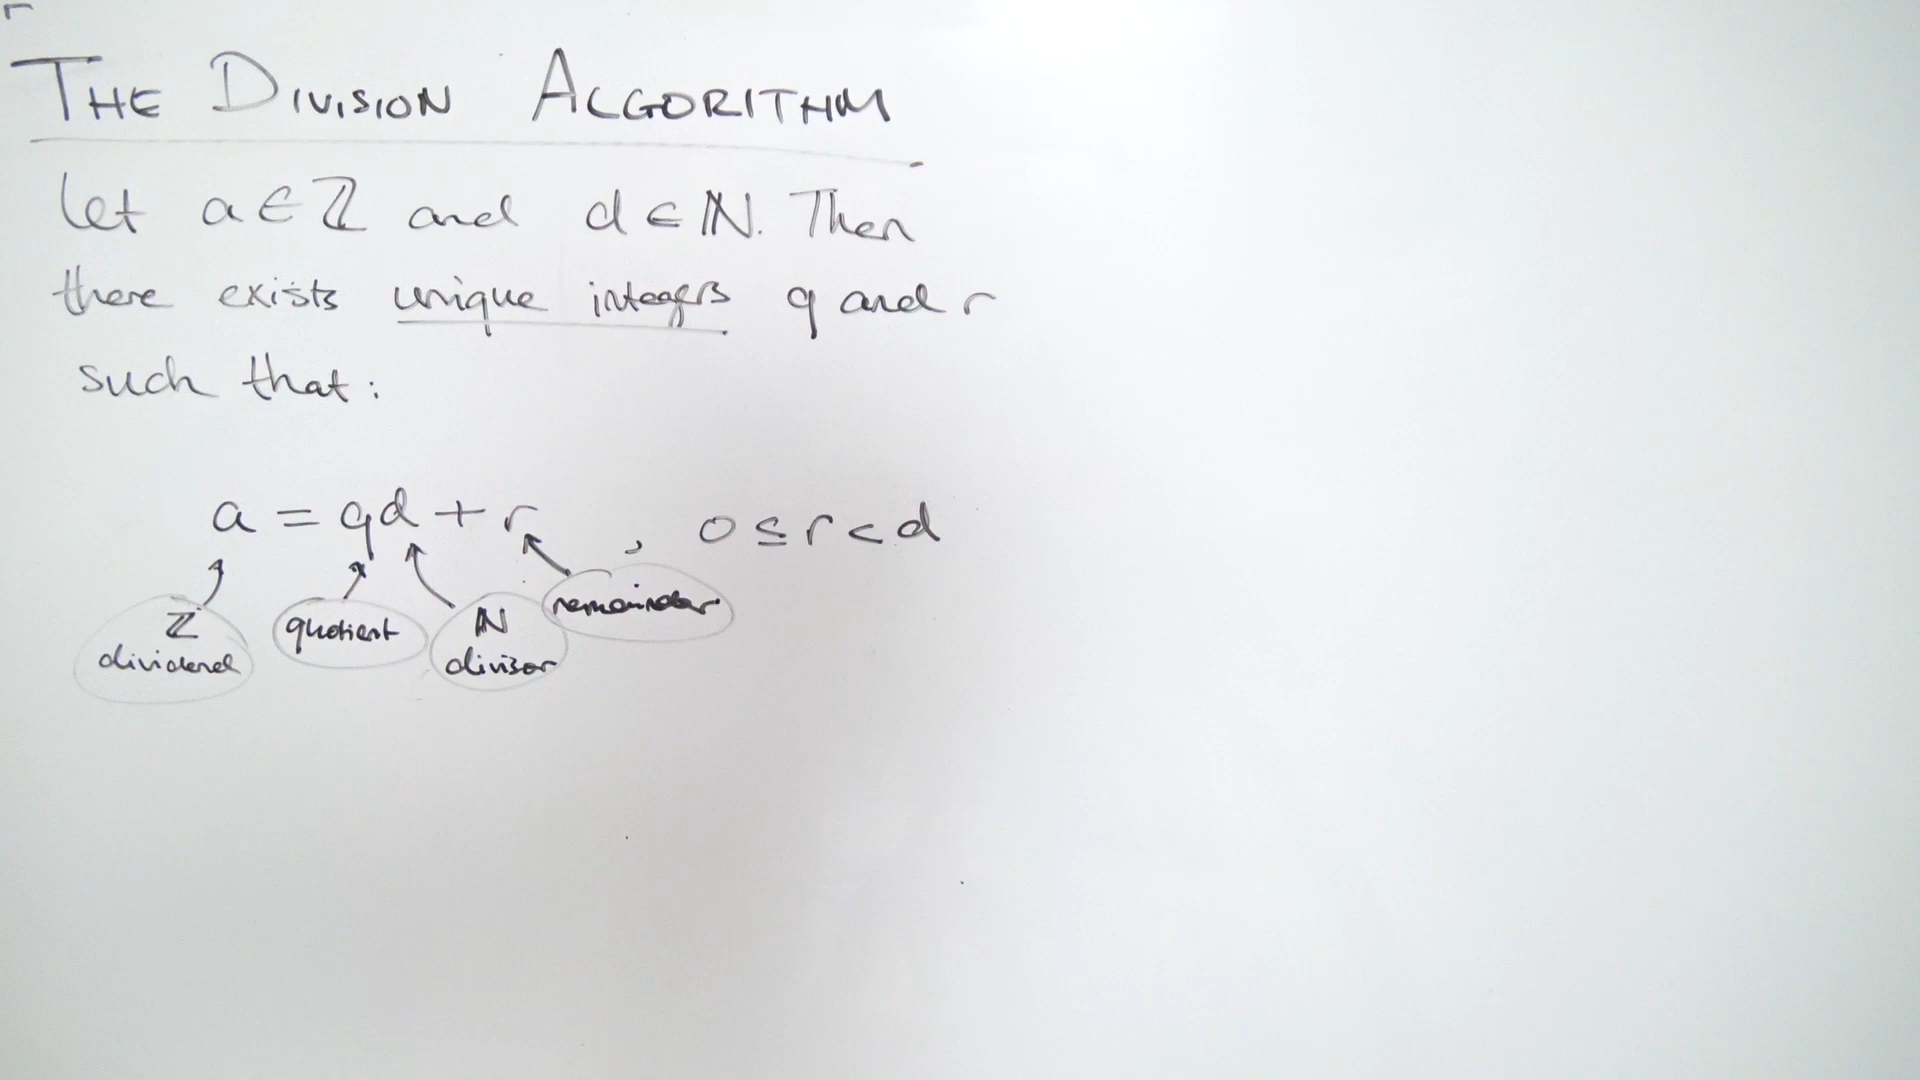 THE DIVISION ALGORITHM
Let a ∈ ℤ and d ∈ ℕ. Then
there exists unique integers q and r
such that:
a = qd + r , 0 ≤ r < d
ℤ dividend
quotient
ℕ divisor
remainder